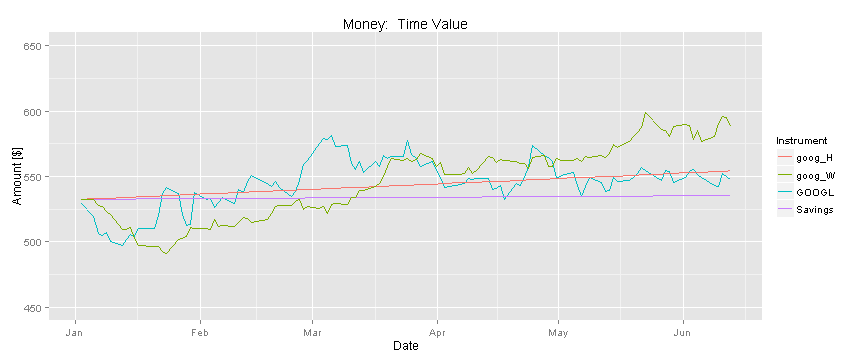 Money:  Time Value
650
600
550
500
450
Amount [$]
Jan
Feb
Mar
Apr
May
Jun
Date
Instrument
goog_H
goog_W
GOOGL
Savings